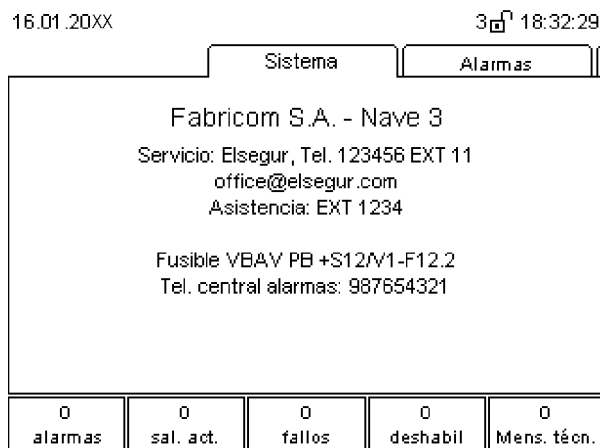 16.01.20XX 3 18:32:29
Sistema Alarmas
Fabricom S.A. - Nave 3
Servicio: Elsegur, Tel. 123456 EXT 11
office@elsegur.com
Asistencia: EXT 1234
Fusible VBAV PB +S12/V1-F12.2
Tel. central alarmas: 987654321
0 0 0 0 0
alarmas sal. act. fallos deshabil Mens. técn.